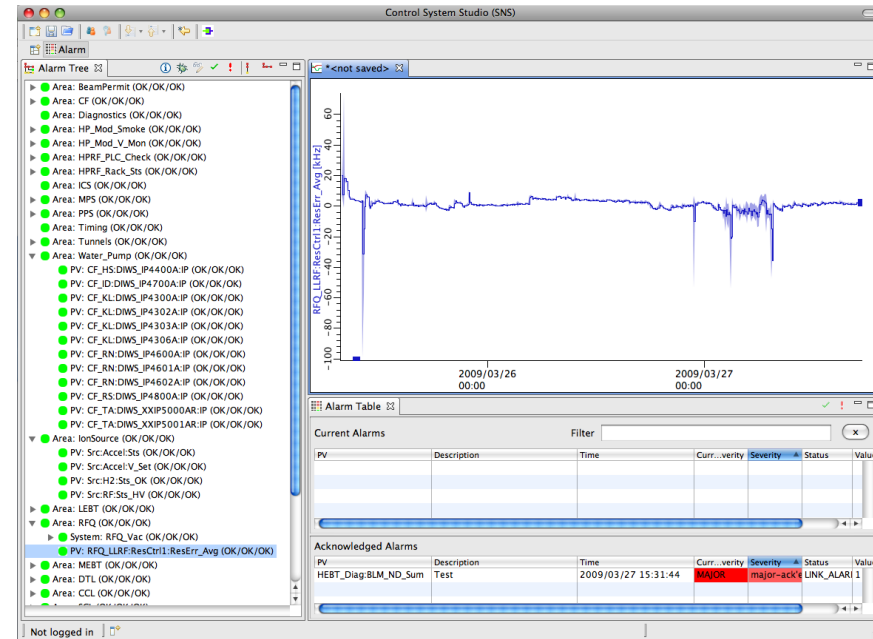 Control System Studio (SNS)
Alarm
Alarm Tree
*<not saved>
Area: BeamPermit (OK/OK/OK)
Area: CF (OK/OK/OK)
Area: Diagnostics (OK/OK/OK)
Area: HP_Mod_Smoke (OK/OK/OK)
Area: HP_Mod_V_Mon (OK/OK/OK)
Area: HPRF_PLC_Check (OK/OK/OK)
Area: HPRF_Rack_Sts (OK/OK/OK)
Area: ICS (OK/OK/OK)
Area: MPS (OK/OK/OK)
Area: PPS (OK/OK/OK)
Area: Timing (OK/OK/OK)
Area: Tunnels (OK/OK/OK)
Area: Water_Pump (OK/OK/OK)
PV: CF_HS:DIWS_IP4400A:IP (OK/OK/OK)
PV: CF_ID:DIWS_IP4700A:IP (OK/OK/OK)
PV: CF_KL:DIWS_IP4300A:IP (OK/OK/OK)
PV: CF_KL:DIWS_IP4302A:IP (OK/OK/OK)
PV: CF_KL:DIWS_IP4303A:IP (OK/OK/OK)
PV: CF_KL:DIWS_IP4306A:IP (OK/OK/OK)
PV: CF_RN:DIWS_IP4600A:IP (OK/OK/OK)
PV: CF_RN:DIWS_IP4601A:IP (OK/OK/OK)
PV: CF_RN:DIWS_IP4602A:IP (OK/OK/OK)
PV: CF_RS:DIWS_IP4800A:IP (OK/OK/OK)
PV: CF_TA:DIWS_XXIP5000AR:IP (OK/OK/OK)
PV: CF_TA:DIWS_XXIP5001AR:IP (OK/OK/OK)
Area: IonSource (OK/OK/OK)
PV: Src:Accel:Sts (OK/OK/OK)
PV: Src:Accel:V_Set (OK/OK/OK)
PV: Src:H2:Sts_OK (OK/OK/OK)
PV: Src:RF:Sts_HV (OK/OK/OK)
Area: LEBT (OK/OK/OK)
Area: RFQ (OK/OK/OK)
System: RFQ_Vac (OK/OK/OK)
PV: RFQ_LLRF:ResCtrl1:ResErr_Avg (OK/OK/OK)
Area: MEBT (OK/OK/OK)
Area: DTL (OK/OK/OK)
Area: CCL (OK/OK/OK)
RFQ_LLRF:ResCtrl1:ResErr_Avg [kHz]
60
40
20
0
-20
-40
-60
-80
-100
2009/03/26 2009/03/27
00:00 00:00
Alarm Table
Current Alarms Filter x
PV Description Time Curr...verity Severity Status Valu
Acknowledged Alarms
PV Description Time Curr...verity Severity Status Valu
HEBT_Diag:BLM_ND_Sum Test 2009/03/27 15:31:44 MAJOR major-ack'e LINK_ALARI 1
Not logged in